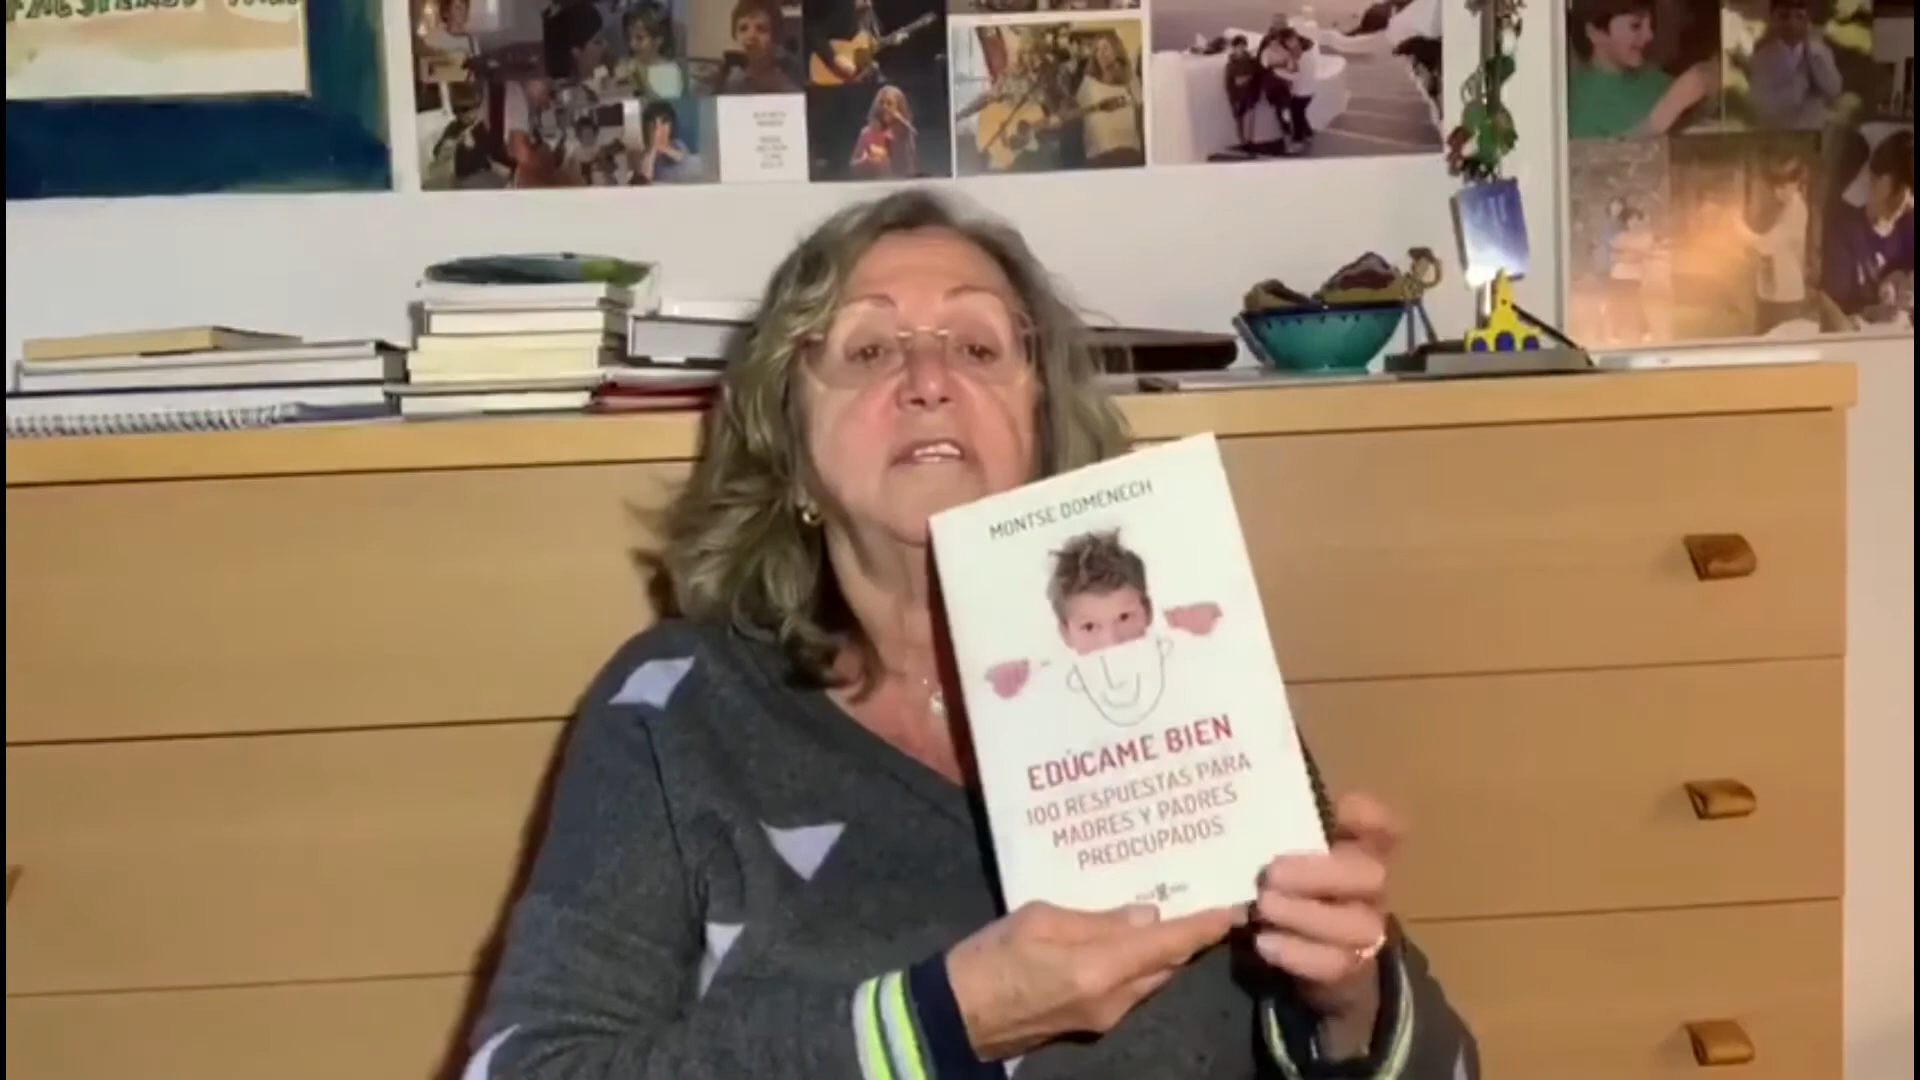 MONTSE DOMÈNECH
EDÚCAME BIEN
100 RESPUESTAS PARA
MADRES Y PADRES
PREOCUPADOS